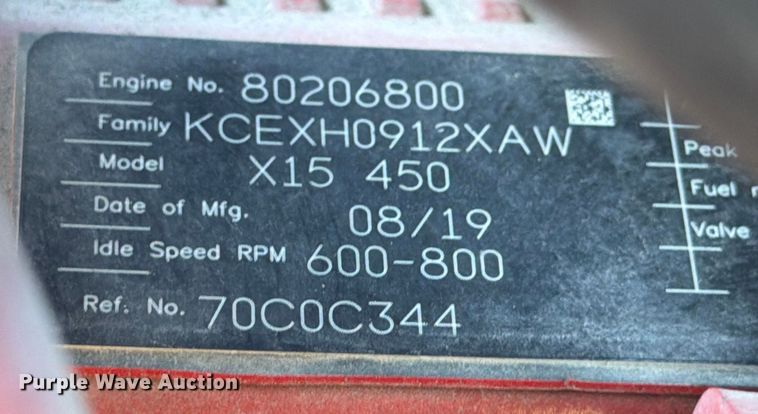 Engine No. 80206800
Family KCEXH0912XAW
Model X15 450
Date of Mfg. 08/19
Idle Speed RPM 600-800
Ref. No. 70C0C344
Peak
Fuel
Valve
Purple Wave Auction